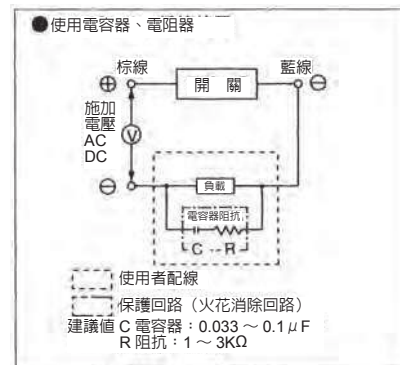 ●使用電容器、電阻器
棕線
開 關
藍線
⊕
⊖
施加
電壓
AC
DC
V
⊖
負載
電容器阻抗
C
R
使用者配線
保護回路（火花消除回路）
建議値 C 電容器：0.033 ～ 0.1μF
R 阻抗：1 ～ 3KΩ